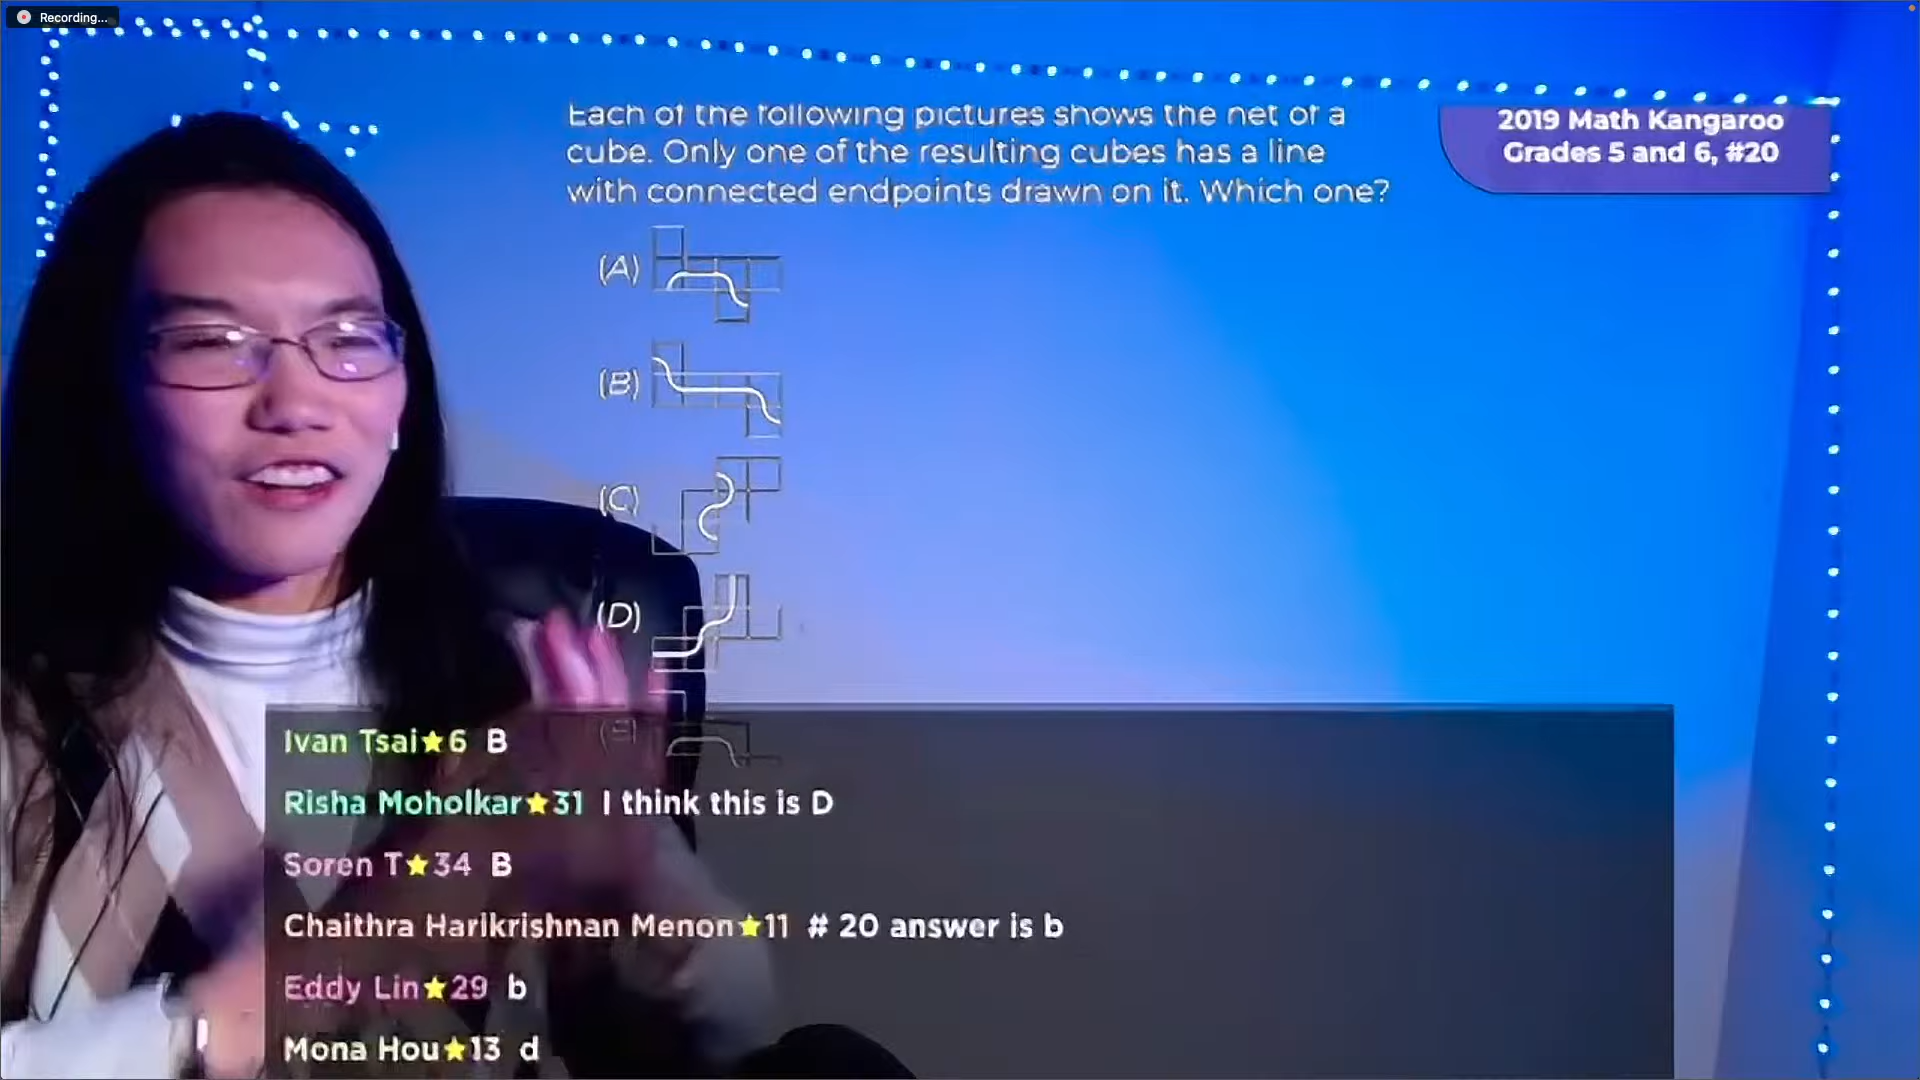 Recording...
Each of the following pictures shows the net of a
cube. Only one of the resulting cubes has a line
with connected endpoints drawn on it. Which one?
2019 Math Kangaroo
Grades 5 and 6, #20
(A)
(B)
(C)
(D)
(E)
Ivan Tsai★6 B
Risha Moholkar★31 I think this is D
Soren T★34 B
Chaithra Harikrishnan Menon★11 # 20 answer is b
Eddy Lin★29 b
Mona Hou★13 d